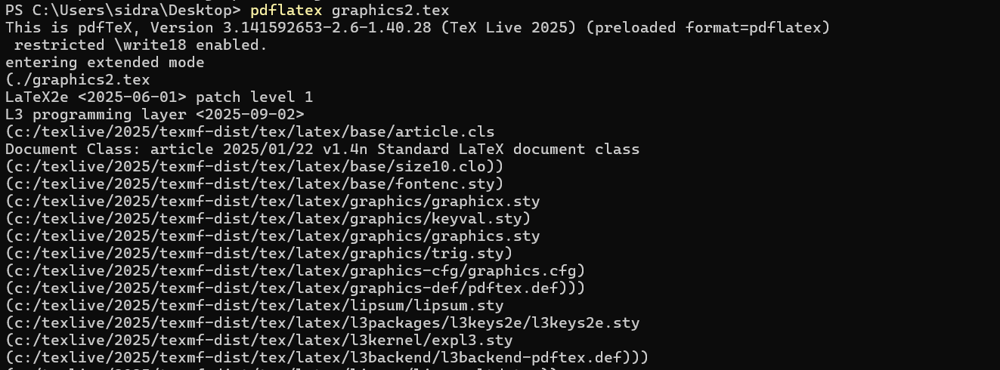 PS C:\Users\sidra\Desktop> pdflatex graphics2.tex
This is pdfTeX, Version 3.141592653-2.6-1.40.28 (TeX Live 2025) (preloaded format=pdflatex)
 restricted \write18 enabled.
entering extended mode
(./graphics2.tex
LaTeX2e <2025-06-01> patch level 1
L3 programming layer <2025-09-02>
(c:/texlive/2025/texmf-dist/tex/latex/base/article.cls
Document Class: article 2025/01/22 v1.4n Standard LaTeX document class
(c:/texlive/2025/texmf-dist/tex/latex/base/size10.clo))
(c:/texlive/2025/texmf-dist/tex/latex/base/fontenc.sty)
(c:/texlive/2025/texmf-dist/tex/latex/graphics/graphicx.sty
(c:/texlive/2025/texmf-dist/tex/latex/graphics/keyval.sty)
(c:/texlive/2025/texmf-dist/tex/latex/graphics/graphics.sty
(c:/texlive/2025/texmf-dist/tex/latex/graphics/trig.sty)
(c:/texlive/2025/texmf-dist/tex/latex/graphics-cfg/graphics.cfg)
(c:/texlive/2025/texmf-dist/tex/latex/graphics-def/pdftex.def)))
(c:/texlive/2025/texmf-dist/tex/latex/lipsum/lipsum.sty
(c:/texlive/2025/texmf-dist/tex/latex/l3packages/l3keys2e/l3keys2e.sty
(c:/texlive/2025/texmf-dist/tex/latex/l3kernel/expl3.sty
(c:/texlive/2025/texmf-dist/tex/latex/l3backend/l3backend-pdftex.def)))